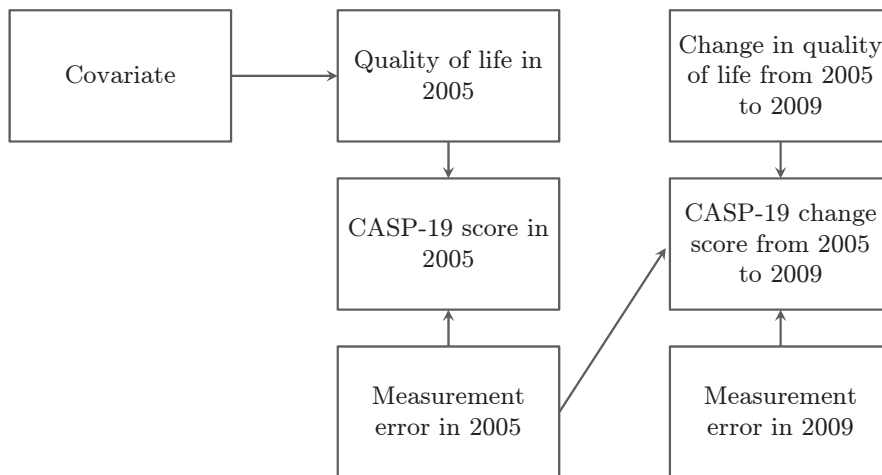 Covariate
Quality of life in
2005
Change in quality
of life from 2005
to 2009
CASP-19 score in
2005
CASP-19 change
score from 2005
to 2009
Measurement
error in 2005
Measurement
error in 2009